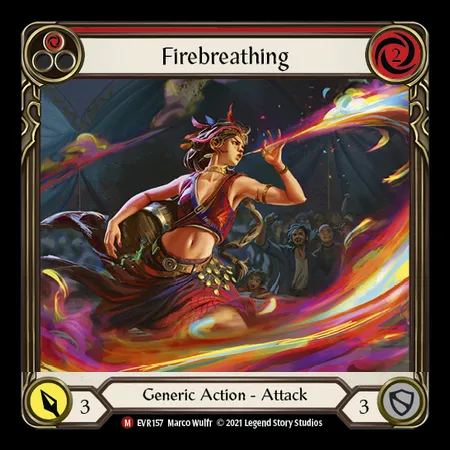 Firebreathing
2
Generic Action - Attack
3
3
M EVR157 Marco Wulfr © 2021 Legend Story Studios